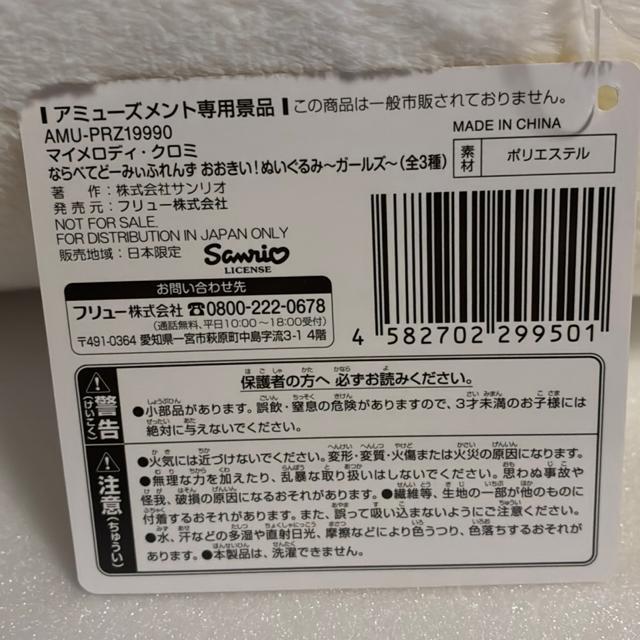 アミューズメント専用景品 この商品は一般市販されておりません。
AMU-PRZ19990
MADE IN CHINA
マイメロディ・クロミ
ならべてどーみぃふれんず おおきい!ぬいぐるみ~ガールズ~(全3種)
素材 ポリエステル
著 作:株式会社サンリオ
発 売 元:フリュー株式会社
NOT FOR SALE.
FOR DISTRIBUTION IN JAPAN ONLY
販売地域:日本限定
Sanrio
LICENSE
お問い合わせ先
フリュー株式会社 ☎0800-222-0678
(通話無料、平日10:00~18:00受付)
〒491-0364 愛知県一宮市萩原町中島字流3-1 4階
4 582702 299501
警告(けいこく)
保護者の方へ 必ずお読みください。
●小部品があります。誤飲・窒息の危険がありますので、3才未満のお子様には
絶対に与えないでください。
注意(ちゅうい)
●火気には近づけないでください。変形・変質・火傷または火災の原因になります。
●無理な力を加えたり、乱暴な取り扱いはしないでください。思わぬ事故や
怪我、破損の原因になるおそれがあります。●繊維等、生地の一部が他のものに
付着するおそれがあります。また、誤って吸い込まないようにご注意ください。
●水、汗などの多湿や直射日光、摩擦などにより色うつり、色落ちするおそれが
あります。●本製品は、洗濯できません。